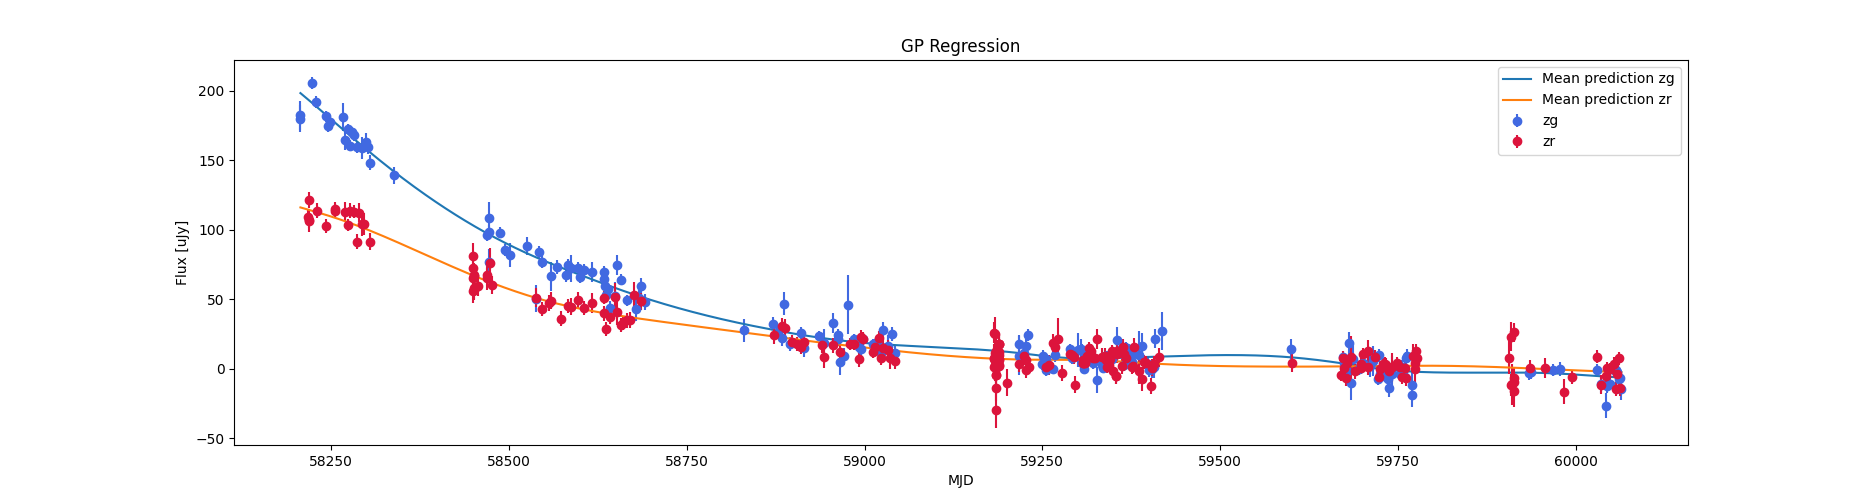 GP Regression
Mean prediction zg
Mean prediction zr
zg
zr
Flux [uJy]
200
150
100
50
0
−50
58250 58500 58750 59000 59250 59500 59750 60000
MJD